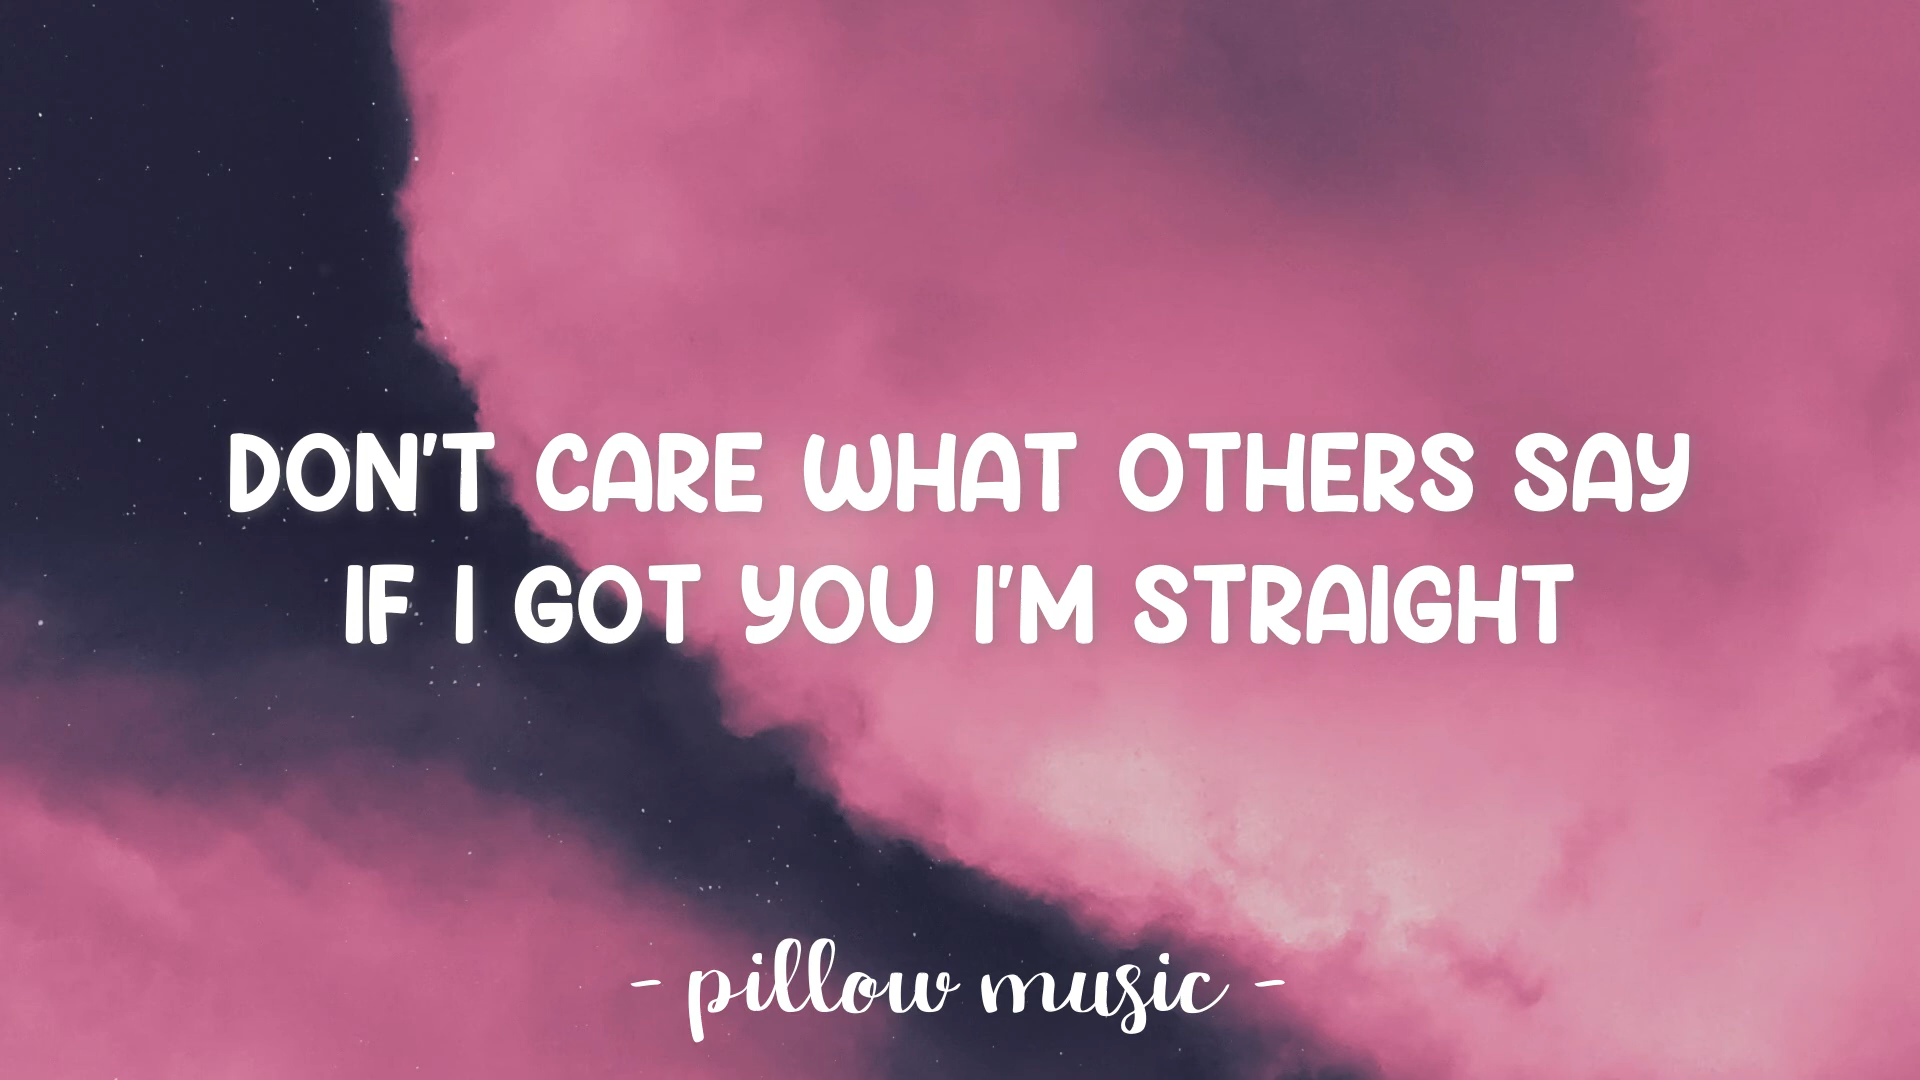 DON'T CARE WHAT OTHERS SAY
IF I GOT YOU I'M STRAIGHT
- pillow music -